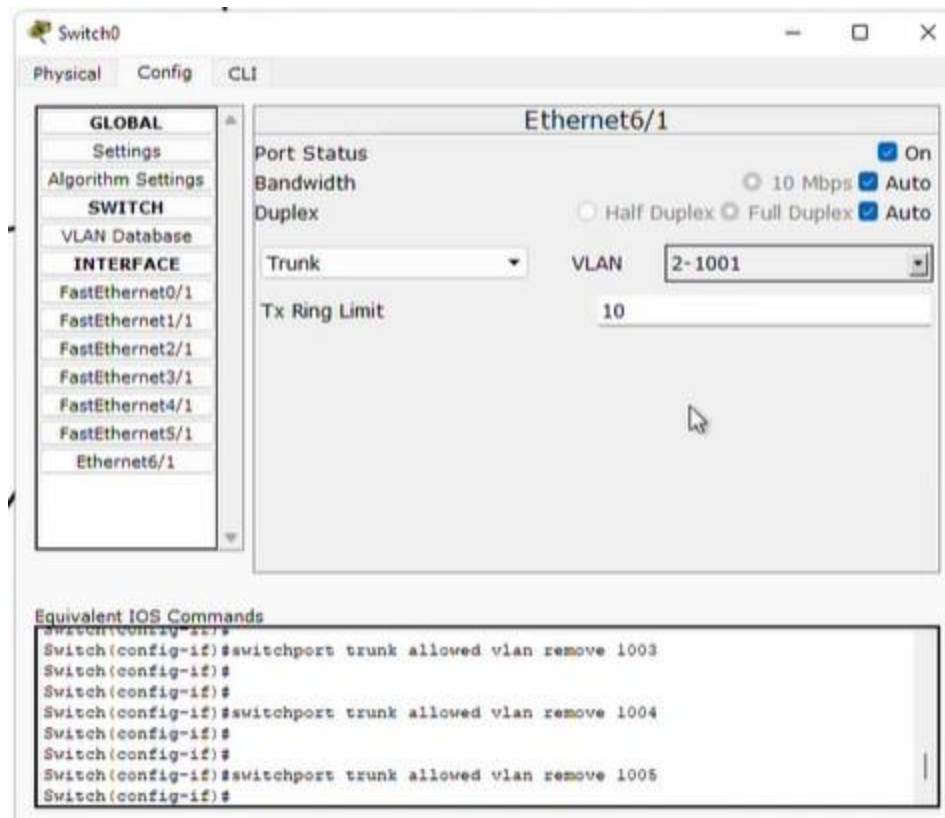 Switch0
Physical Config CLI
GLOBAL
Settings
Algorithm Settings
SWITCH
VLAN Database
INTERFACE
FastEthernet0/1
FastEthernet1/1
FastEthernet2/1
FastEthernet3/1
FastEthernet4/1
FastEthernet5/1
Ethernet6/1
Ethernet6/1
Port Status On
Bandwidth 10 Mbps Auto
Duplex Half Duplex Full Duplex Auto
Trunk VLAN 2-1001
Tx Ring Limit 10
Equivalent IOS Commands
Switch(config-if)#
Switch(config-if)#switchport trunk allowed vlan remove 1003
Switch(config-if)#
Switch(config-if)#
Switch(config-if)#switchport trunk allowed vlan remove 1004
Switch(config-if)#
Switch(config-if)#
Switch(config-if)#switchport trunk allowed vlan remove 1005
Switch(config-if)#